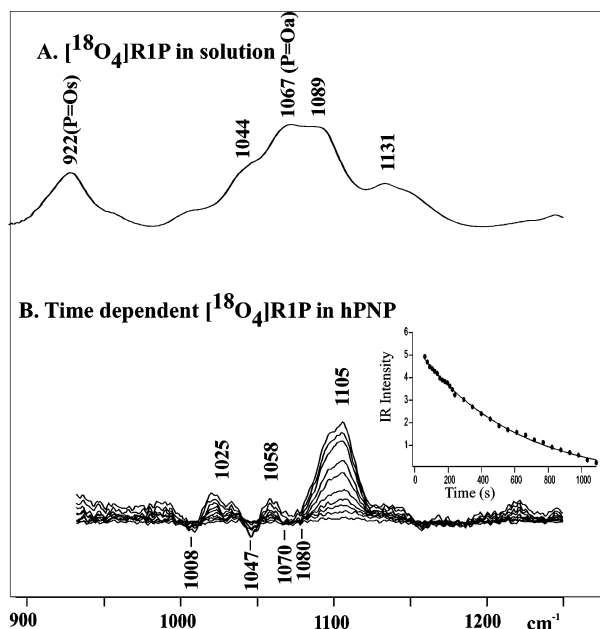 A. [18O4]R1P in solution
922(P=Os)
1044
1067 (P=Oa)
1089
1131
B. Time dependent [18O4]R1P in hPNP
1025
1058
1105
1008
1047
1070
1080
IR Intensity
6
5
4
3
2
1
0 200 400 600 800 1000
Time (s)
900 1000 1100 1200 cm-1